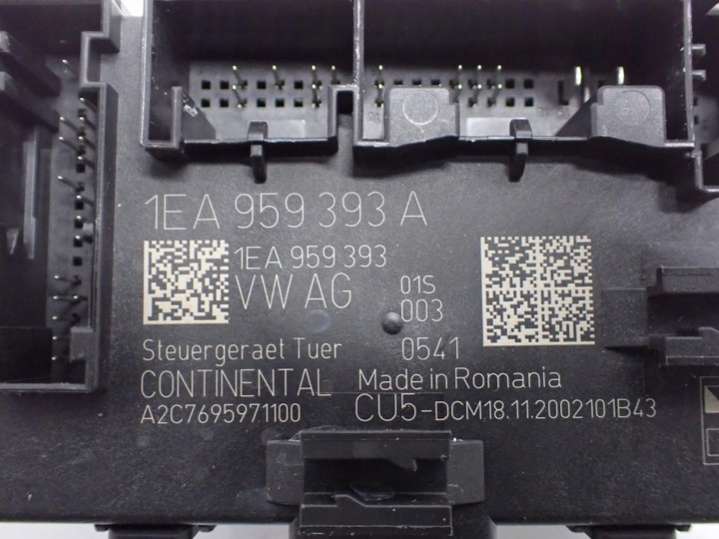 1EA 959 393 A
1EA 959 393
VW AG 01S
003
Steuergeraet Tuer 0541
CONTINENTAL Made in Romania
A2C7695971100 CU5-DCM18.11.2002101B43